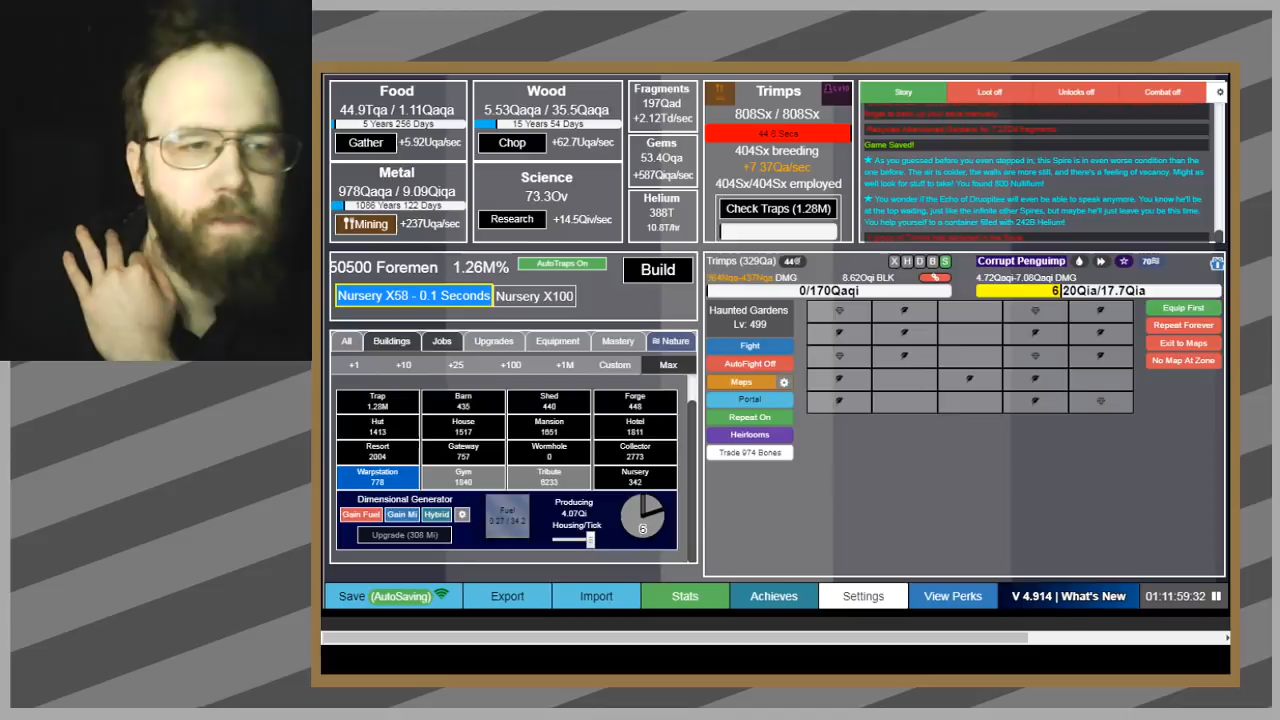 Food
44.9Tqa / 1.11Qaqa
5 Years 256 Days
Gather
+5.92Uqa/sec
Wood
5.53Qaqa / 35.5Qaqa
15 Years 54 Days
Chop
+62.7Uqa/sec
Metal
978Qaqa / 9.09Qiqa
1086 Years 122 Days
Mining
+237Uqa/sec
Science
73.3Ov
Research
+14.5Qiv/sec
Fragments
197Qad
+2.12Td/sec
Gems
53.4Oqa
+587Qiqa/sec
Helium
388T
10.8T/hr
Trimps
808Sx / 808Sx
44.6 Secs
404Sx breeding
+7.37Qa/sec
404Sx/404Sx employed
Check Traps (1.28M)
Story
Loot off
Unlocks off
Combat off
Game Saved!
As you guessed before you even stepped in, this Spire is in even worse condition than
the one before. The air is colder, the walls are more still, and there's a feeling of vacancy. Might as
well look for stuff to take! You found 800 Nullifium!
You wonder if the Echo of Druopitee will even be able to speak anymore. You know he'll be
at the top waiting, just like the infinite other Spires, but maybe he'll just leave you be this time.
You help yourself to a container filled with 242B Helium!
50500 Foremen
1.26M%
AutoTraps On
Build
Nursery X58 - 0.1 Seconds
Nursery X100
All
Buildings
Jobs
Upgrades
Equipment
Mastery
Nature
+1
+10
+25
+100
+1M
Custom
Max
Trap
1.28M
Barn
435
Shed
440
Forge
448
Hut
1413
House
1517
Mansion
1651
Hotel
1811
Resort
2004
Gateway
757
Wormhole
0
Collector
2773
Warpstation
778
Gym
1840
Tribute
6233
Nursery
342
Dimensional Generator
Gain Fuel
Gain Mi
Hybrid
Upgrade (308 Mi)
Fuel
0.27 / 34.2
Producing
4.07Qi
Housing/Tick
6
Trimps (329Qa)
44
X
H
D
B
S
8.62Oqi BLK
0/170Qaqi
Corrupt Penguimp
70
4.72Qaqi-7.08Qaqi DMG
6.20Qia/17.7Qia
Haunted Gardens
Lv: 499
Fight
AutoFight Off
Maps
Portal
Repeat On
Heirlooms
Trade 974 Bones
Equip First
Repeat Forever
Exit to Maps
No Map At Zone
Save (AutoSaving)
Export
Import
Stats
Achieves
Settings
View Perks
V 4.914 | What's New
01:11:59:32